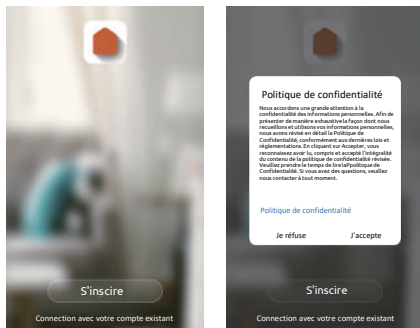 S'inscire
Connection avec votre compte existant
Politique de confidentialité
Nous accordons une grande attention à la
confidentialité des informations personnelles. Afin de
présenter de manière exhaustive la façon dont nous
recueillons et utilisons vos informations personnelles,
nous avons révisé en détail la Politique de
Confidentialité, conformément aux dernières lois et
réglementations. En cliquant sur Accepter, vous
reconnaissez avoir lu, compris et accepté l'intégralité
du contenu de la politique de confidentialité révisée.
Veuillez prendre le temps de lire laPpolitique de
Confidentialité. Si vous avez des questions, veuillez
nous contacter à tout moment.
Politique de confidentialité
Je réfuse J'accepte
S'inscire
Connection avec votre compte existant